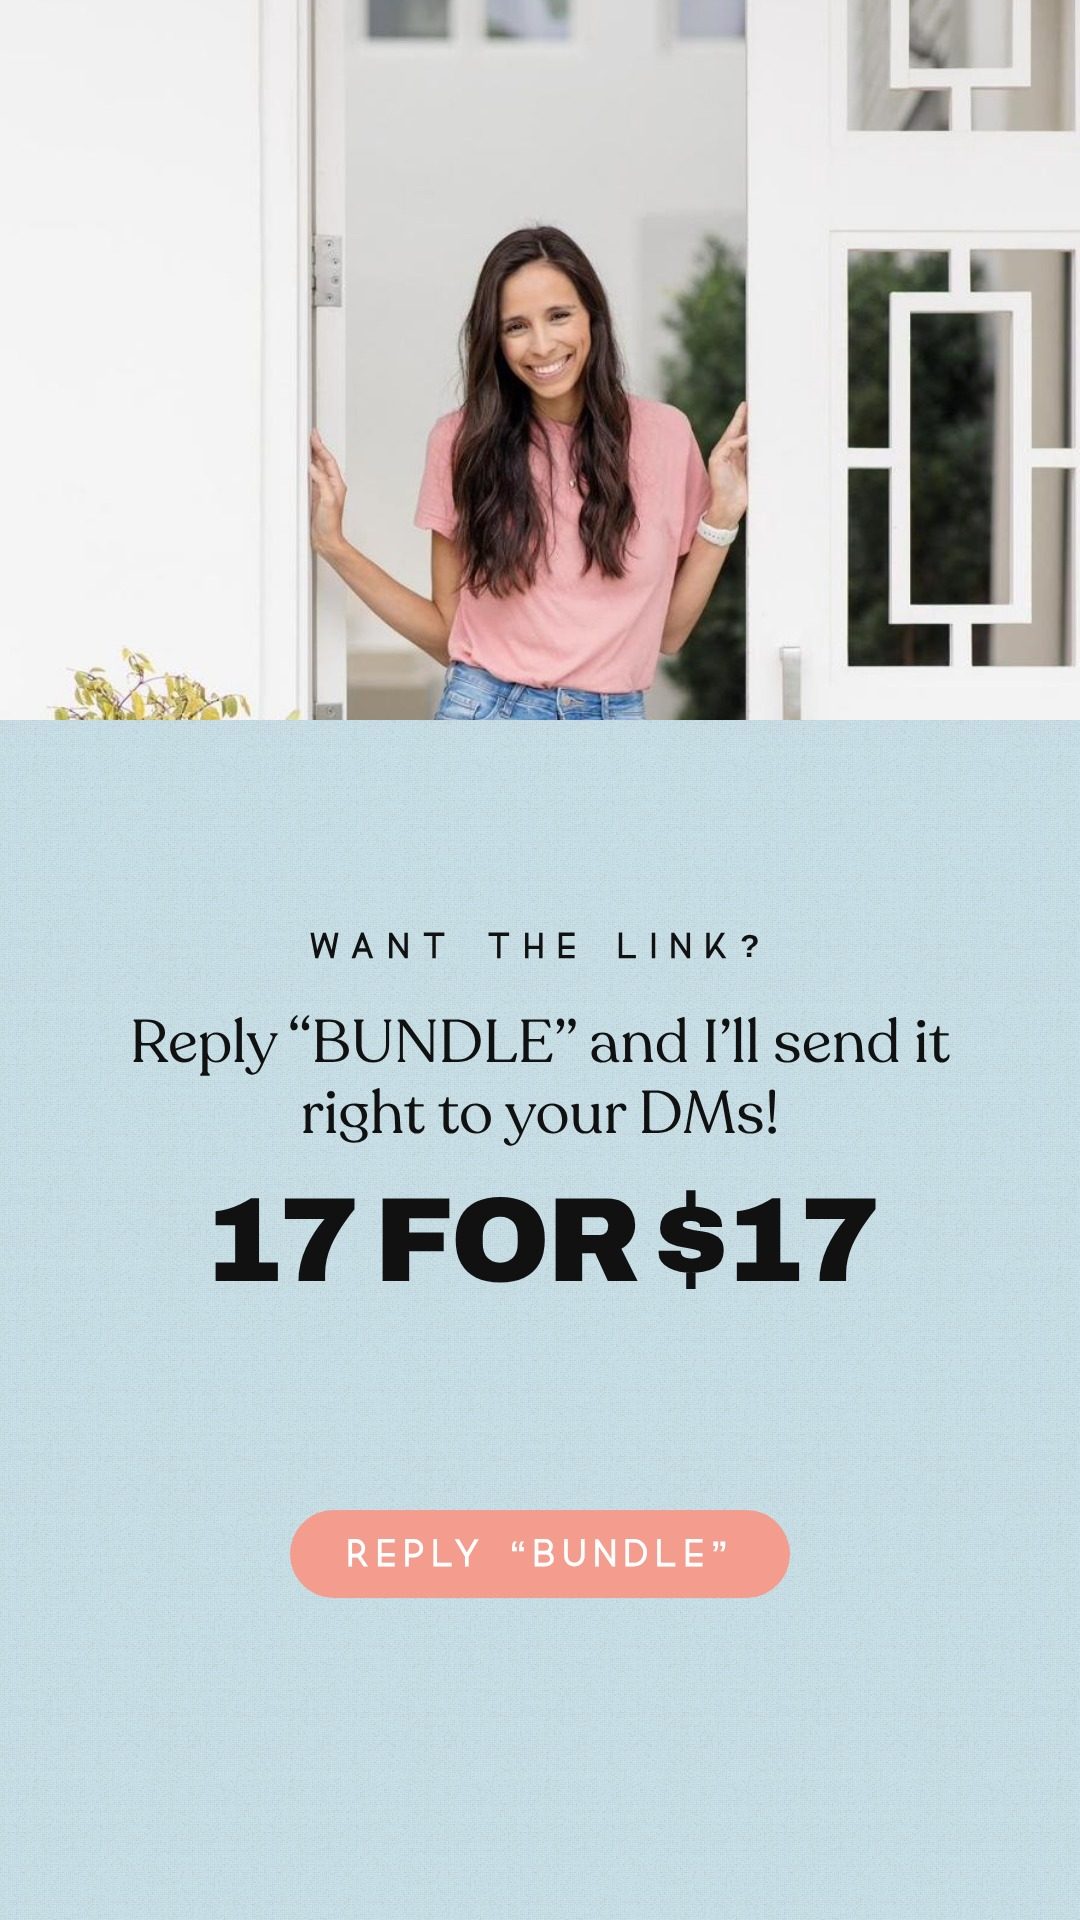 WANT THE LINK?
Reply “BUNDLE” and I’ll send it
right to your DMs!
17 FOR $17
REPLY “BUNDLE”